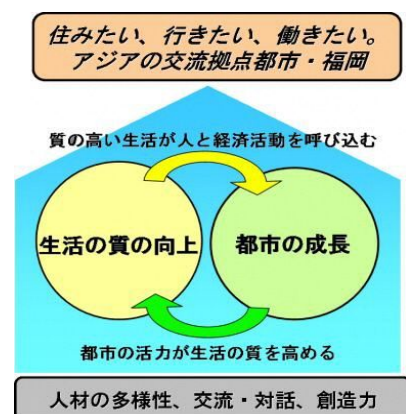 住みたい、行きたい、働きたい。
アジアの交流拠点都市・福岡
質の高い生活が人と経済活動を呼び込む
生活の質の向上
都市の成長
都市の活力が生活の質を高める
人材の多様性、交流・対話、創造力